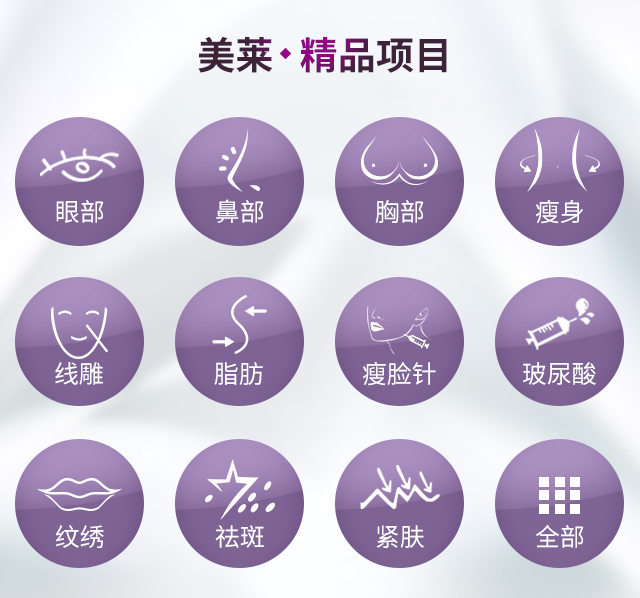 美莱·精品项目
眼部 鼻部 胸部 瘦身
线雕 脂肪 瘦脸针 玻尿酸
纹绣 祛斑 紧肤 全部